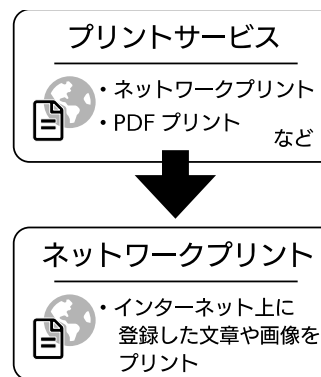 プリントサービス
・ネットワークプリント
・PDF プリント
など
ネットワークプリント
・インターネット上に
登録した文章や画像を
プリント